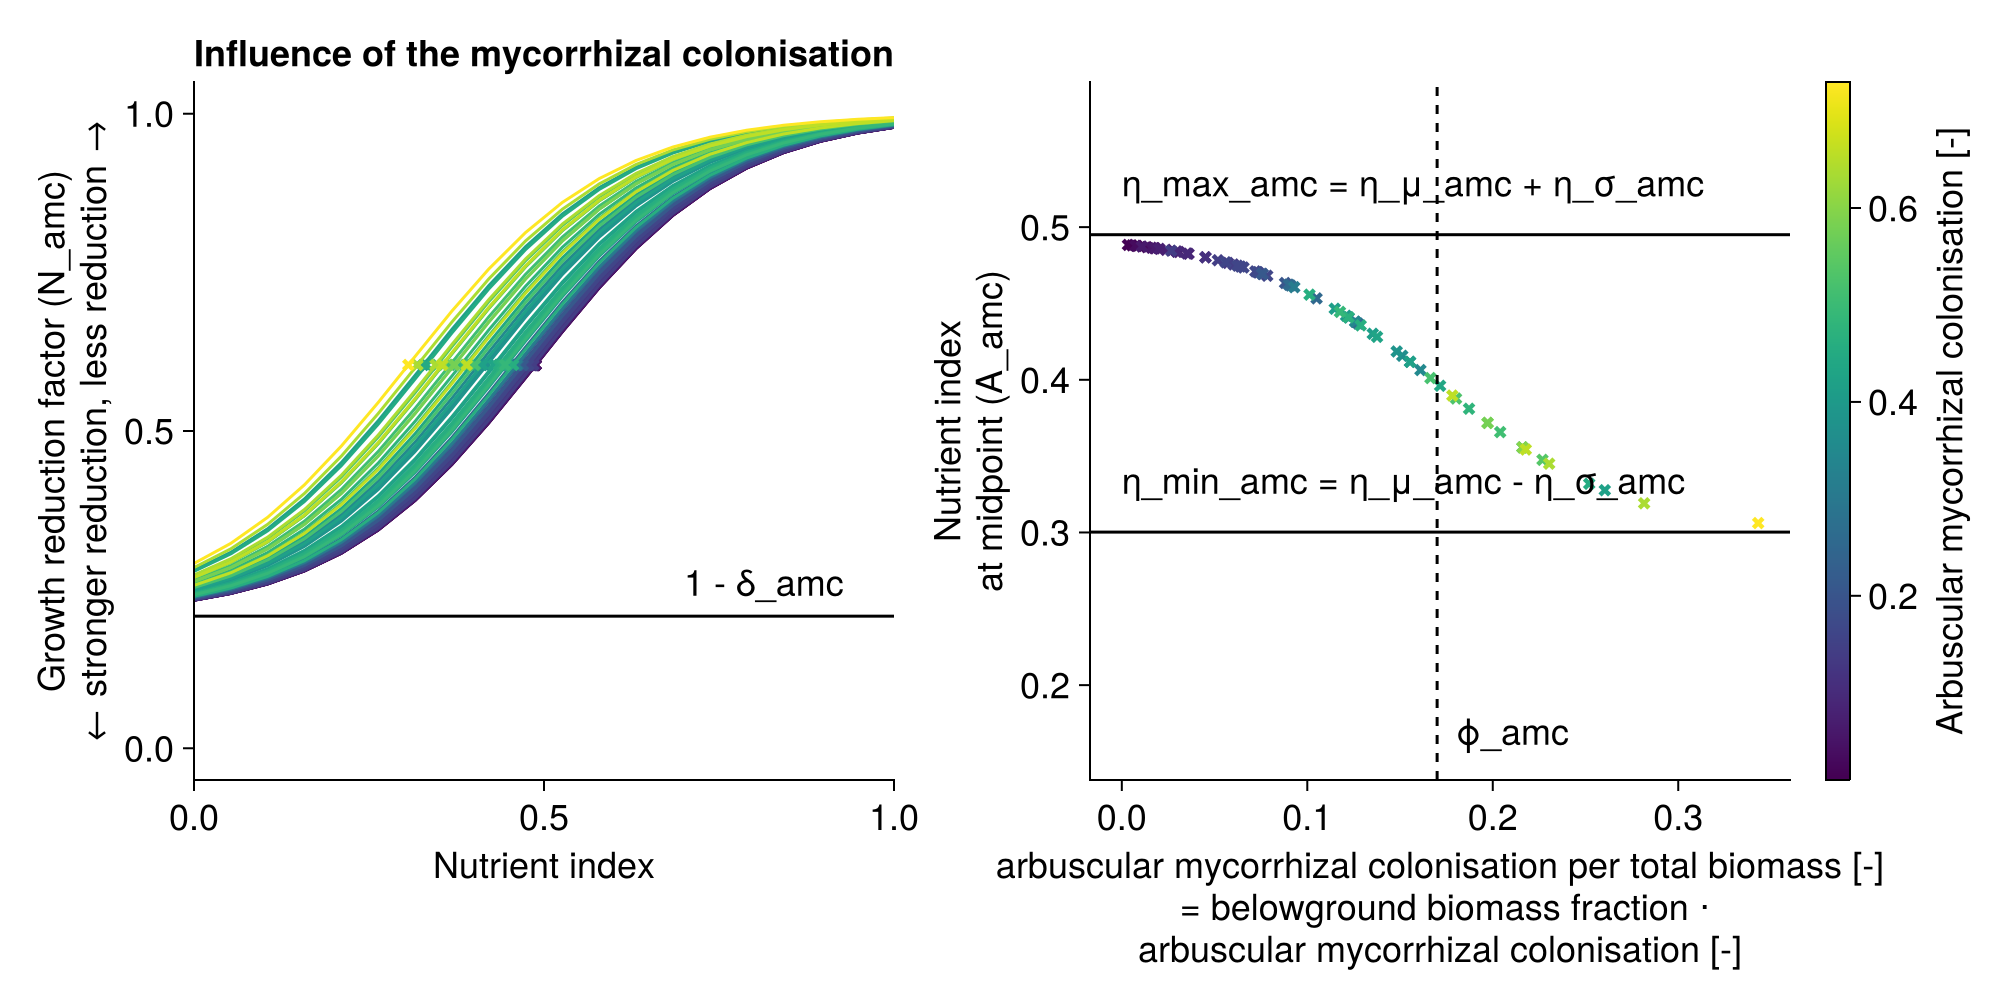 Influence of the mycorrhizal colonisation
Growth reduction factor (N_amc)
← stronger reduction, less reduction →
1.0
0.5
0.0
1 - δ_amc
0.0
0.5
1.0
Nutrient index
Nutrient index
at midpoint (A_amc)
0.5
0.4
0.3
0.2
η_max_amc = η_μ_amc + η_σ_amc
η_min_amc = η_μ_amc - η_σ_amc
ϕ_amc
0.0
0.1
0.2
0.3
arbuscular mycorrhizal colonisation per total biomass [-]
= belowground biomass fraction ⋅
arbuscular mycorrhizal colonisation [-]
0.6
0.4
0.2
Arbuscular mycorrhizal colonisation [-]